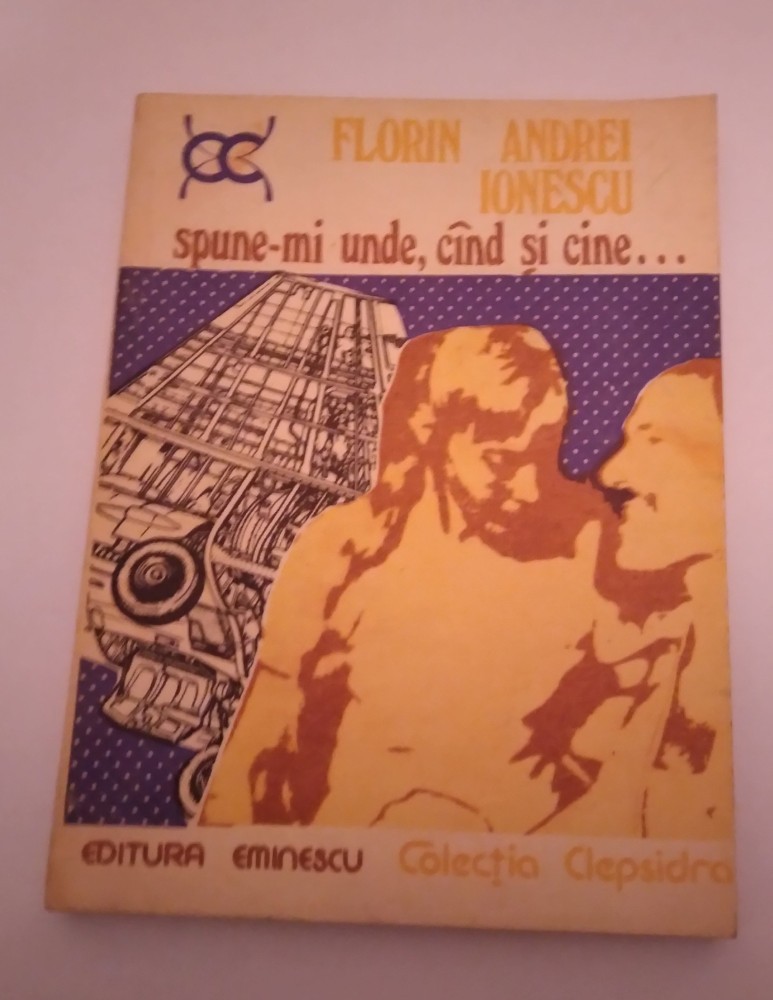 FLORIN ANDREI
IONESCU
spune-mi unde, cînd și cine...
EDITURA EMINESCU Colecția Clepsidra